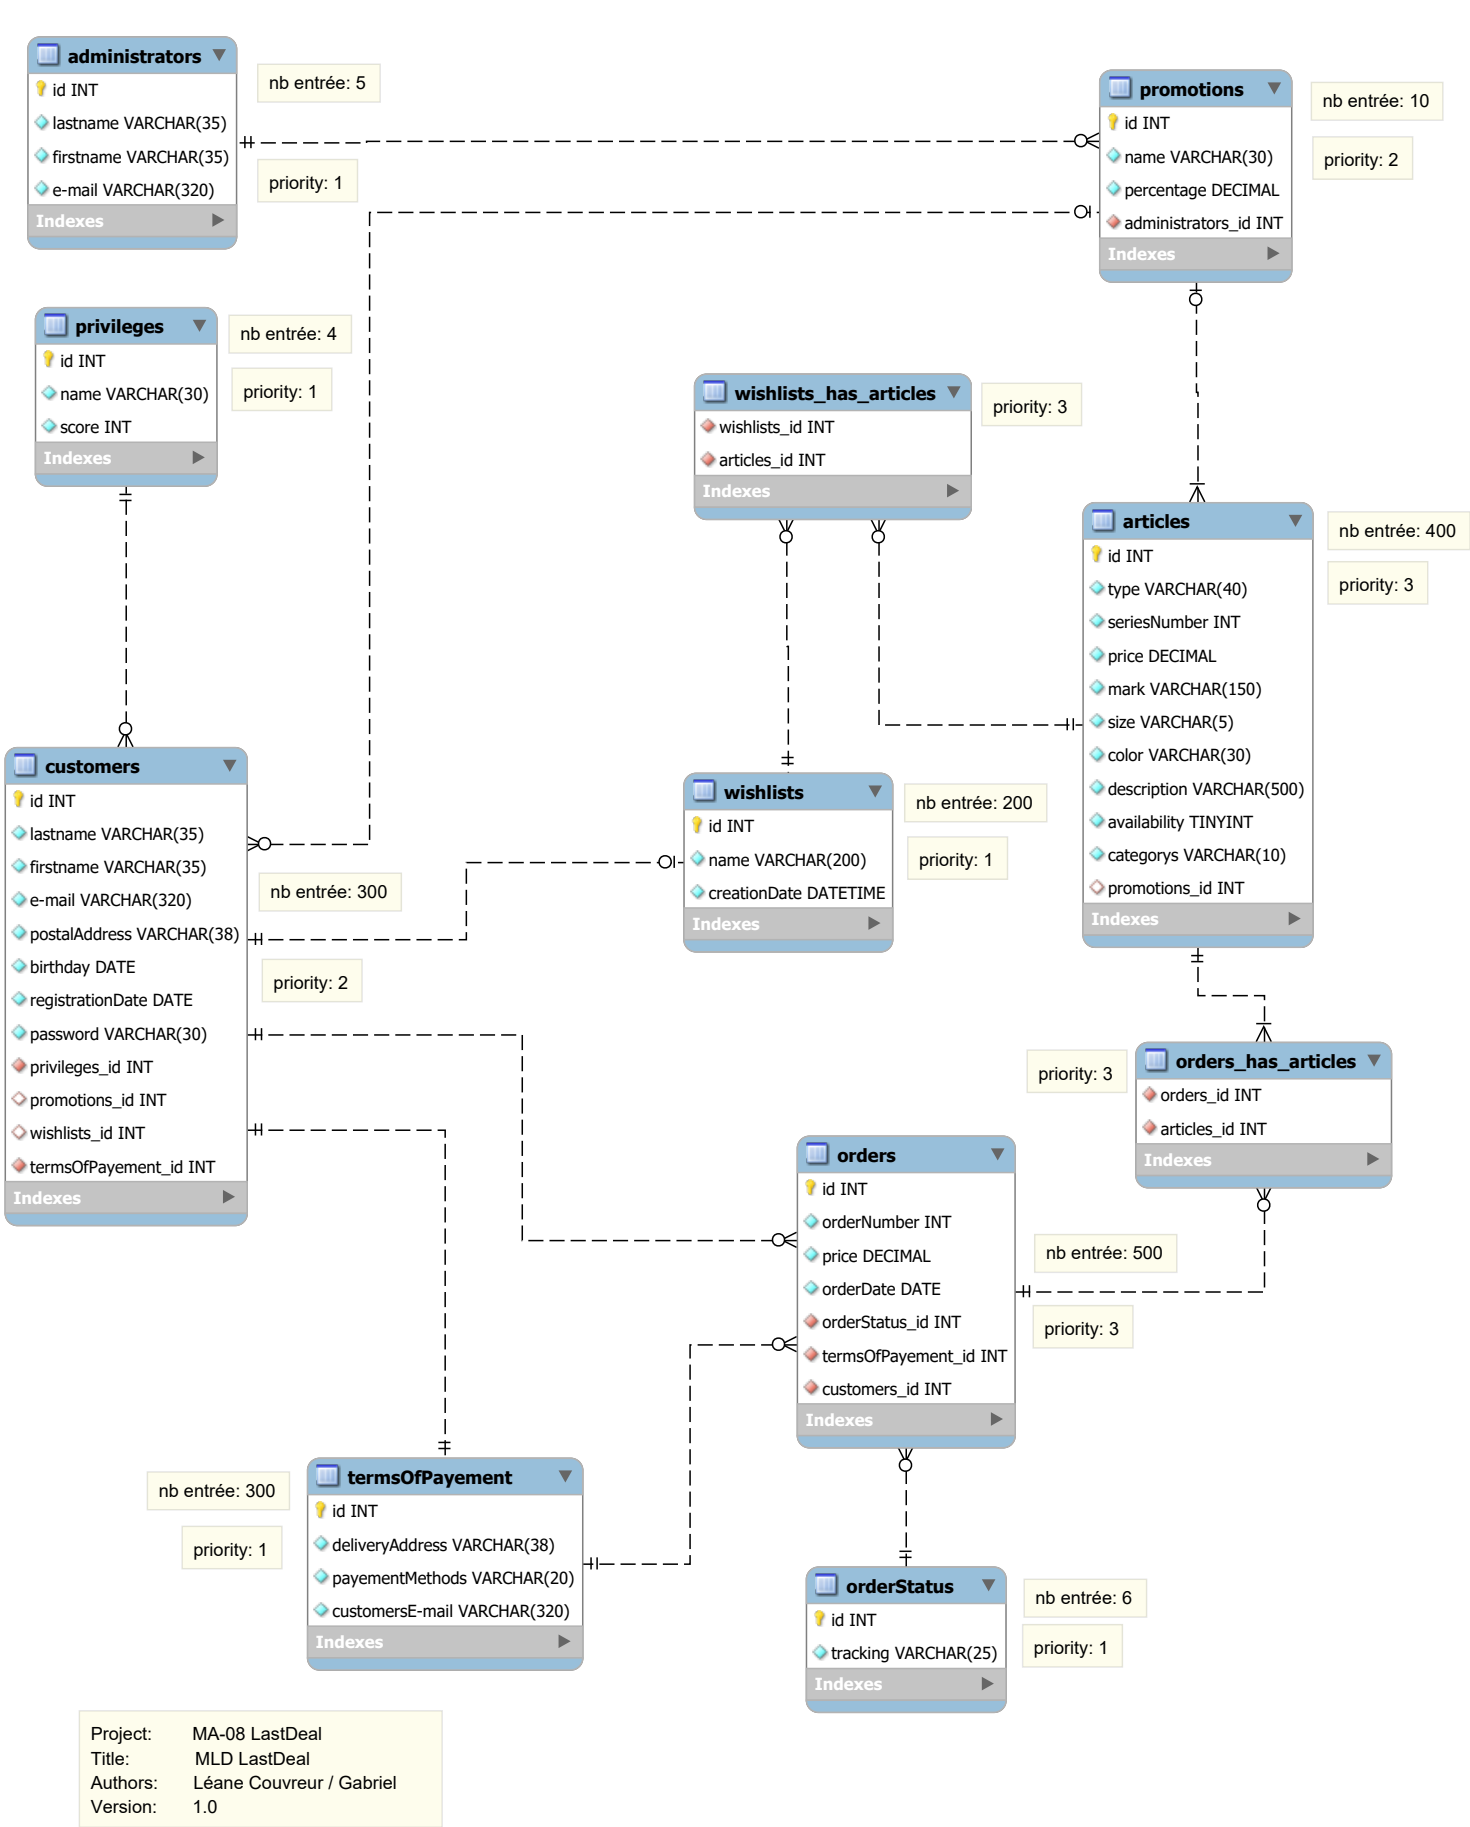 administrators
id INT
lastname VARCHAR(35)
firstname VARCHAR(35)
e-mail VARCHAR(320)
Indexes
nb entrée: 5
priority: 1
promotions
id INT
name VARCHAR(30)
percentage DECIMAL
administrators_id INT
Indexes
nb entrée: 10
priority: 2
privileges
id INT
name VARCHAR(30)
score INT
Indexes
nb entrée: 4
priority: 1
wishlists_has_articles
wishlists_id INT
articles_id INT
Indexes
priority: 3
articles
id INT
type VARCHAR(40)
seriesNumber INT
price DECIMAL
mark VARCHAR(150)
size VARCHAR(5)
color VARCHAR(30)
description VARCHAR(500)
availability TINYINT
categorys VARCHAR(10)
promotions_id INT
Indexes
nb entrée: 400
priority: 3
customers
id INT
lastname VARCHAR(35)
firstname VARCHAR(35)
e-mail VARCHAR(320)
postalAddress VARCHAR(38)
birthday DATE
registrationDate DATE
password VARCHAR(30)
privileges_id INT
promotions_id INT
wishlists_id INT
termsOfPayement_id INT
Indexes
nb entrée: 300
priority: 2
wishlists
id INT
name VARCHAR(200)
creationDate DATETIME
Indexes
nb entrée: 200
priority: 1
orders_has_articles
orders_id INT
articles_id INT
Indexes
priority: 3
orders
id INT
orderNumber INT
price DECIMAL
orderDate DATE
orderStatus_id INT
termsOfPayement_id INT
customers_id INT
Indexes
nb entrée: 500
priority: 3
termsOfPayement
id INT
deliveryAddress VARCHAR(38)
payementMethods VARCHAR(20)
customersE-mail VARCHAR(320)
Indexes
nb entrée: 300
priority: 1
orderStatus
id INT
tracking VARCHAR(25)
Indexes
nb entrée: 6
priority: 1
Project: MA-08 LastDeal
Title: MLD LastDeal
Authors: Léane Couvreur / Gabriel
Version: 1.0